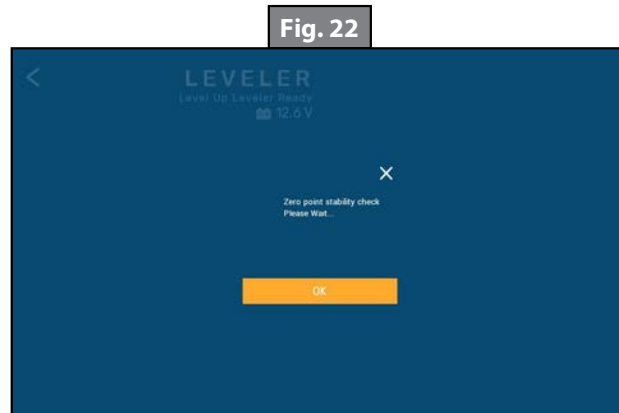 Fig. 22
LEVELER
Level Up Leveler Ready
12.6 V
Zero point stability check
Please Wait...
OK